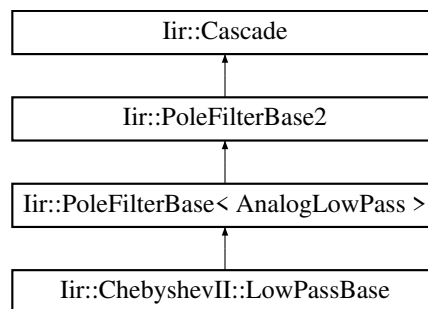 Iir::Cascade
Iir::PoleFilterBase2
Iir::PoleFilterBase< AnalogLowPass >
Iir::ChebyshevII::LowPassBase